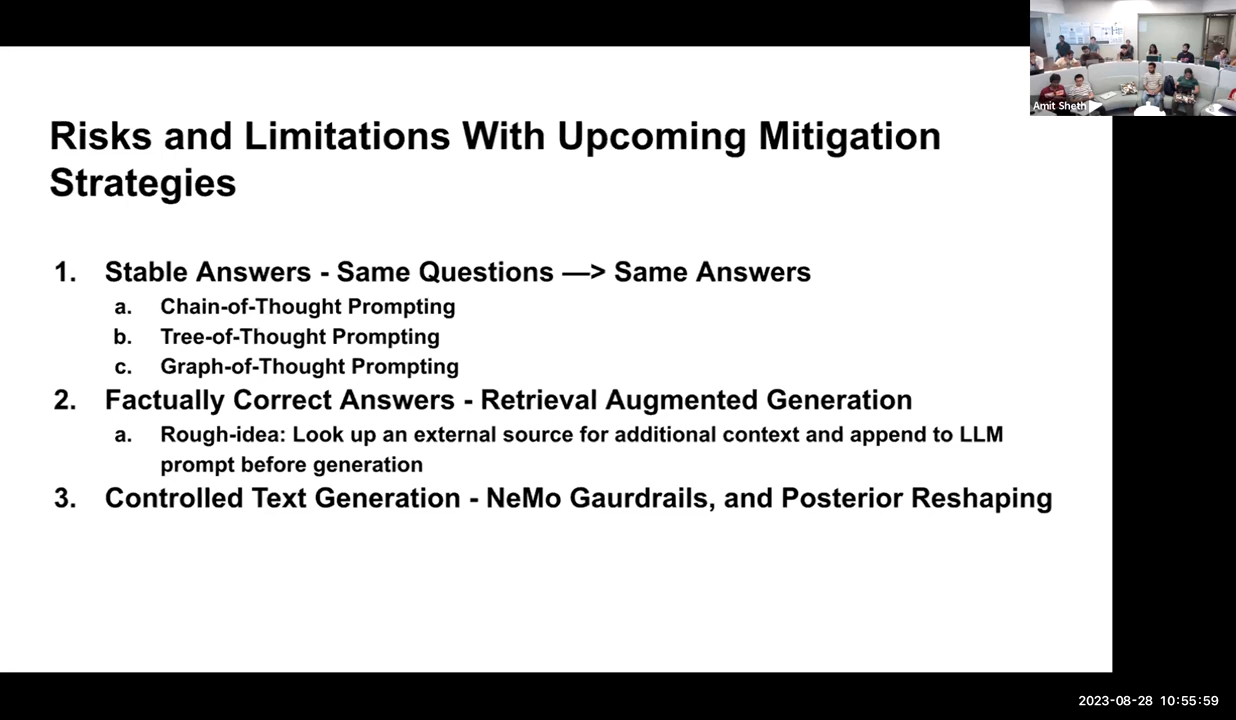 Amit Sheth
Risks and Limitations With Upcoming Mitigation
Strategies
1. Stable Answers - Same Questions —> Same Answers
a. Chain-of-Thought Prompting
b. Tree-of-Thought Prompting
c. Graph-of-Thought Prompting
2. Factually Correct Answers - Retrieval Augmented Generation
a. Rough-idea: Look up an external source for additional context and append to LLM
prompt before generation
3. Controlled Text Generation - NeMo Gaurdrails, and Posterior Reshaping
2023-08-28 10:55:59